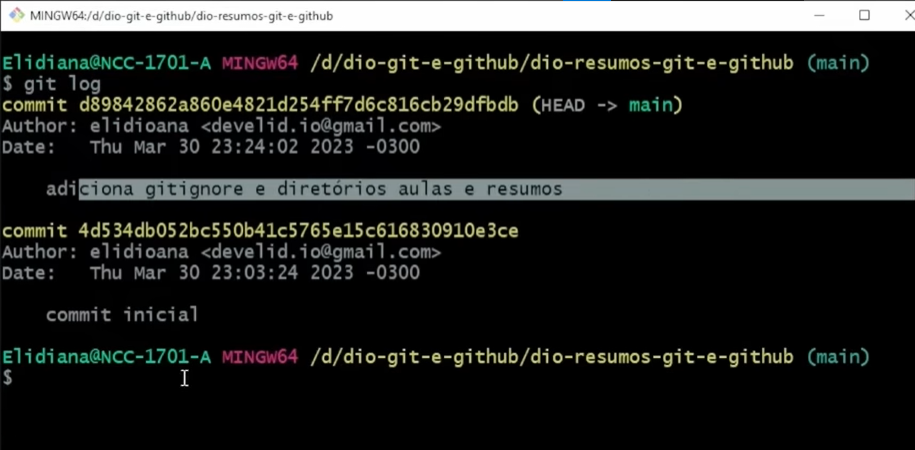 MINGW64:/d/dio-git-e-github/dio-resumos-git-e-github
Elidiana@NCC-1701-A MINGW64 /d/dio-git-e-github/dio-resumos-git-e-github (main)
$ git log
commit d89842862a860e4821d254ff7d6c816cb29dfbdb (HEAD -> main)
Author: elidioana <develid.io@gmail.com>
Date:   Thu Mar 30 23:24:02 2023 -0300
adiciona gitignore e diretórios aulas e resumos
commit 4d534db052bc550b41c5765e15c616830910e3ce
Author: elidioana <develid.io@gmail.com>
Date:   Thu Mar 30 23:03:24 2023 -0300
commit inicial
Elidiana@NCC-1701-A MINGW64 /d/dio-git-e-github/dio-resumos-git-e-github (main)
$